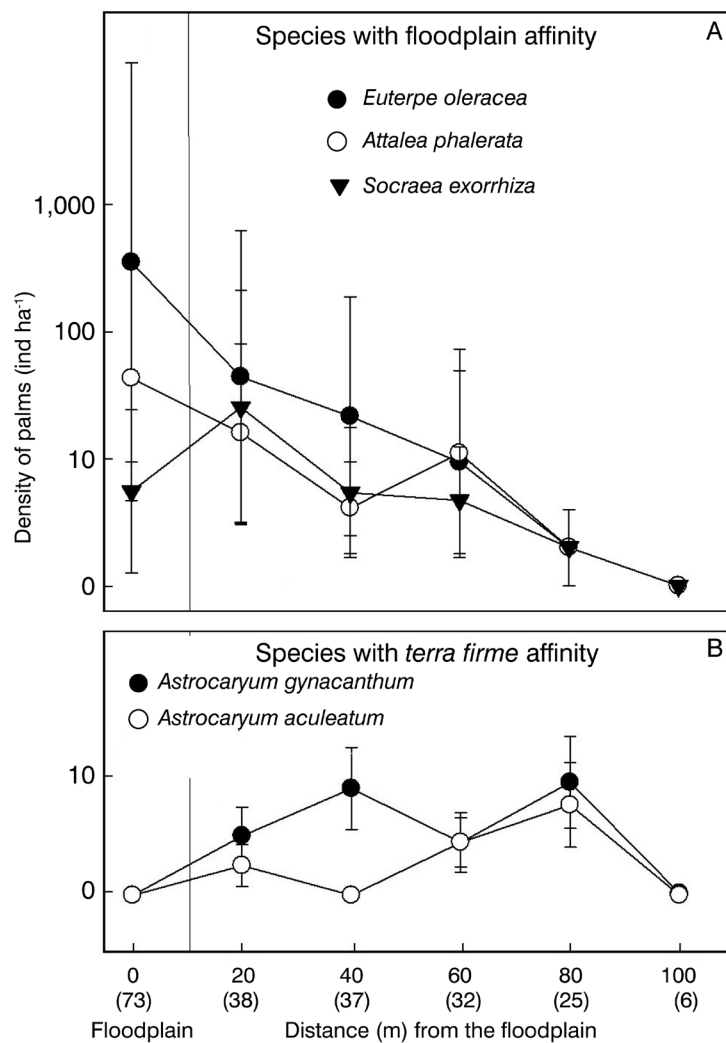 Species with floodplain affinity
A
Euterpe oleracea
Attalea phalerata
Socraea exorrhiza
1,000
100
10
0
Density of palms (ind ha⁻¹)
Species with terra firme affinity
B
Astrocaryum gynacanthum
Astrocaryum aculeatum
10
0
0 20 40 60 80 100
(73) (38) (37) (32) (25) (6)
Floodplain Distance (m) from the floodplain